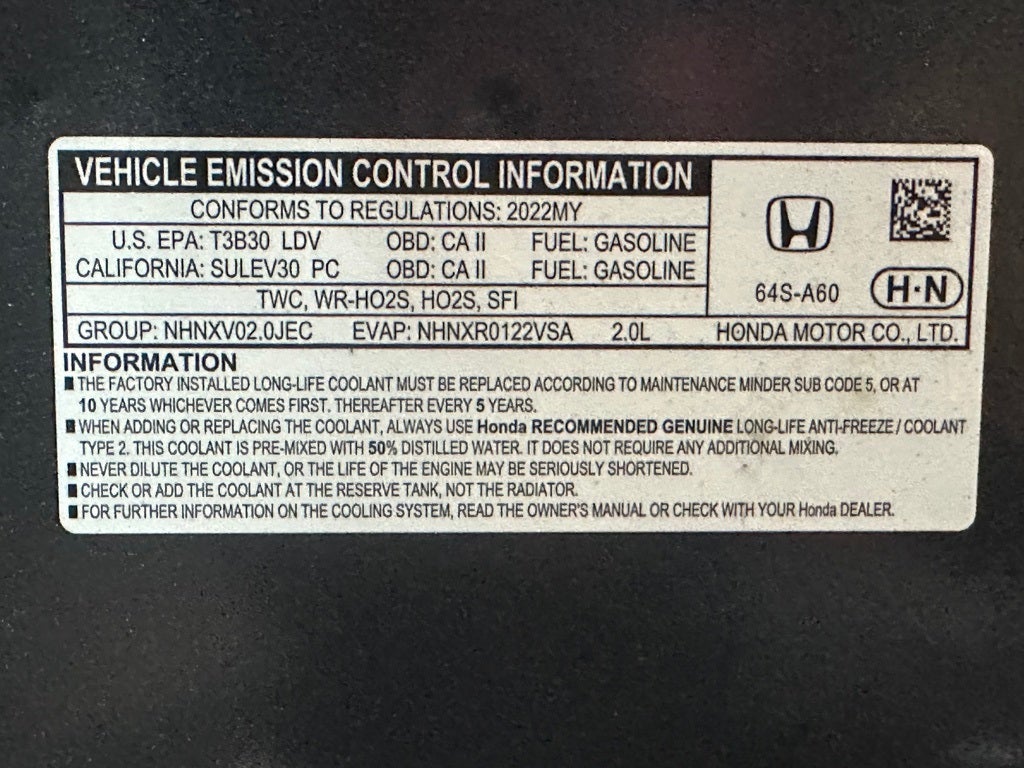 VEHICLE EMISSION CONTROL INFORMATION
CONFORMS TO REGULATIONS: 2022MY
U.S. EPA: T3B30 LDV OBD: CA II FUEL: GASOLINE
CALIFORNIA: SULEV30 PC OBD: CA II FUEL: GASOLINE
TWC, WR-HO2S, HO2S, SFI
64S-A60
H·N
GROUP: NHNXV02.0JEC EVAP: NHNXR0122VSA 2.0L HONDA MOTOR CO., LTD.
INFORMATION
■ THE FACTORY INSTALLED LONG-LIFE COOLANT MUST BE REPLACED ACCORDING TO MAINTENANCE MINDER SUB CODE 5, OR AT
10 YEARS WHICHEVER COMES FIRST. THEREAFTER EVERY 5 YEARS.
■ WHEN ADDING OR REPLACING THE COOLANT, ALWAYS USE Honda RECOMMENDED GENUINE LONG-LIFE ANTI-FREEZE / COOLANT
TYPE 2. THIS COOLANT IS PRE-MIXED WITH 50% DISTILLED WATER. IT DOES NOT REQUIRE ANY ADDITIONAL MIXING.
■ NEVER DILUTE THE COOLANT, OR THE LIFE OF THE ENGINE MAY BE SERIOUSLY SHORTENED.
■ CHECK OR ADD THE COOLANT AT THE RESERVE TANK, NOT THE RADIATOR.
■ FOR FURTHER INFORMATION ON THE COOLING SYSTEM, READ THE OWNER'S MANUAL OR CHECK WITH YOUR Honda DEALER.